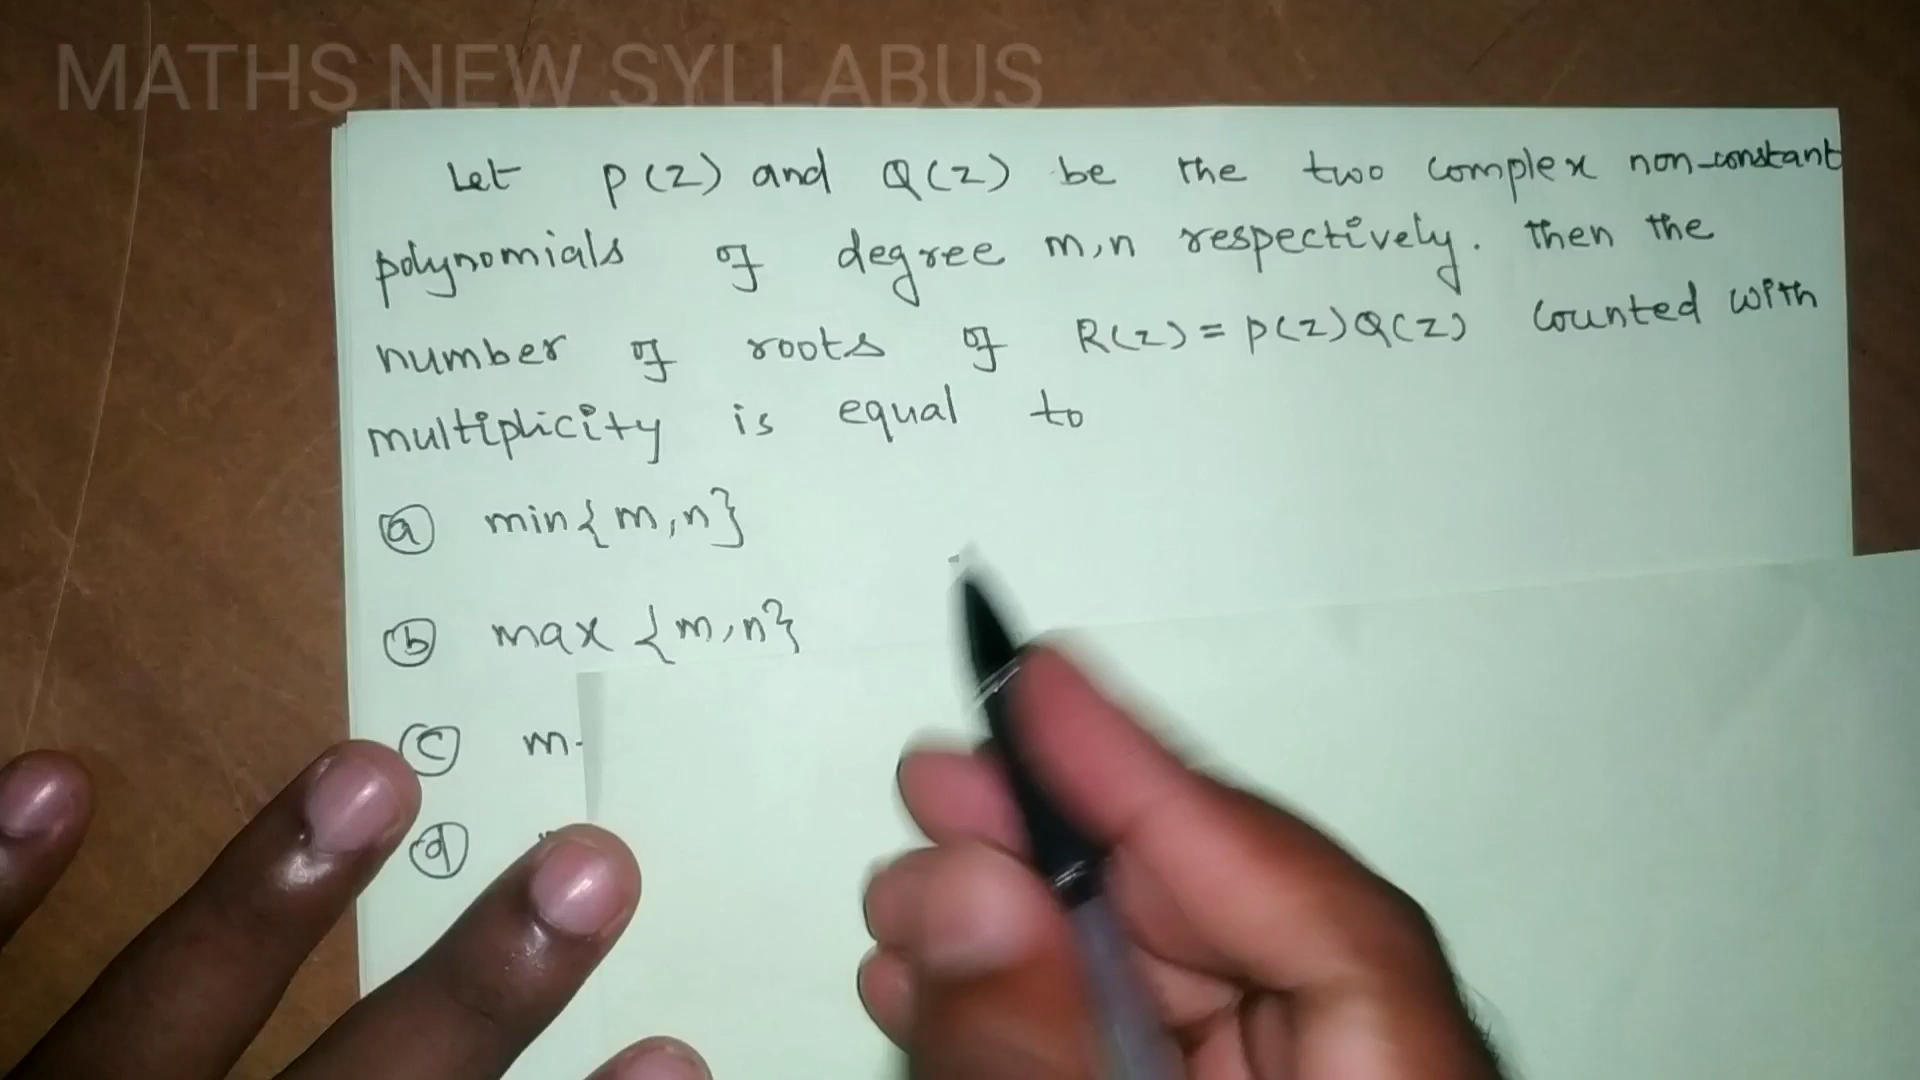 MATHS NEW SYLLABUS
Let P(z) and Q(z) be the two complex non-constant
polynomials of degree m,n respectively. Then the
number of roots of R(z) = P(z)Q(z) counted with
multiplicity is equal to
(a) min{m,n}
(b) max {m,n}
(c) m
(d)